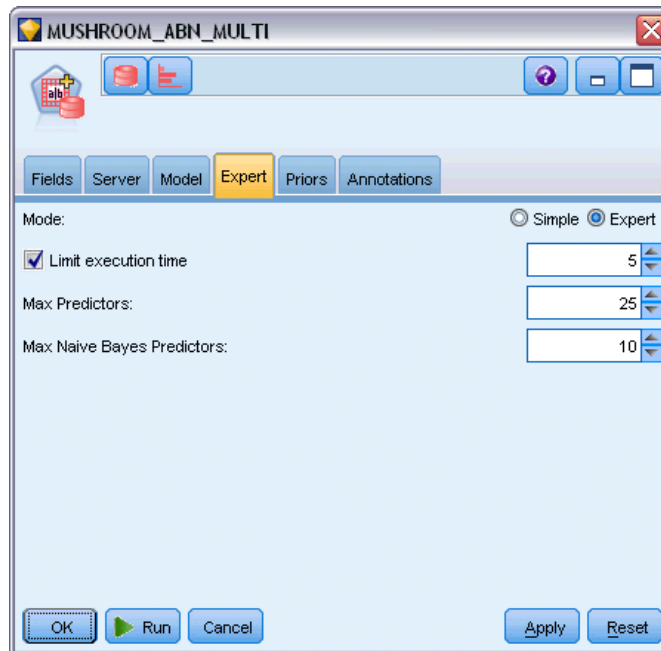 MUSHROOM_ABN_MULTI
a|b
?
Fields Server Model Expert Priors Annotations
Mode: Simple Expert
Limit execution time 5
Max Predictors: 25
Max Naive Bayes Predictors: 10
OK Run Cancel Apply Reset